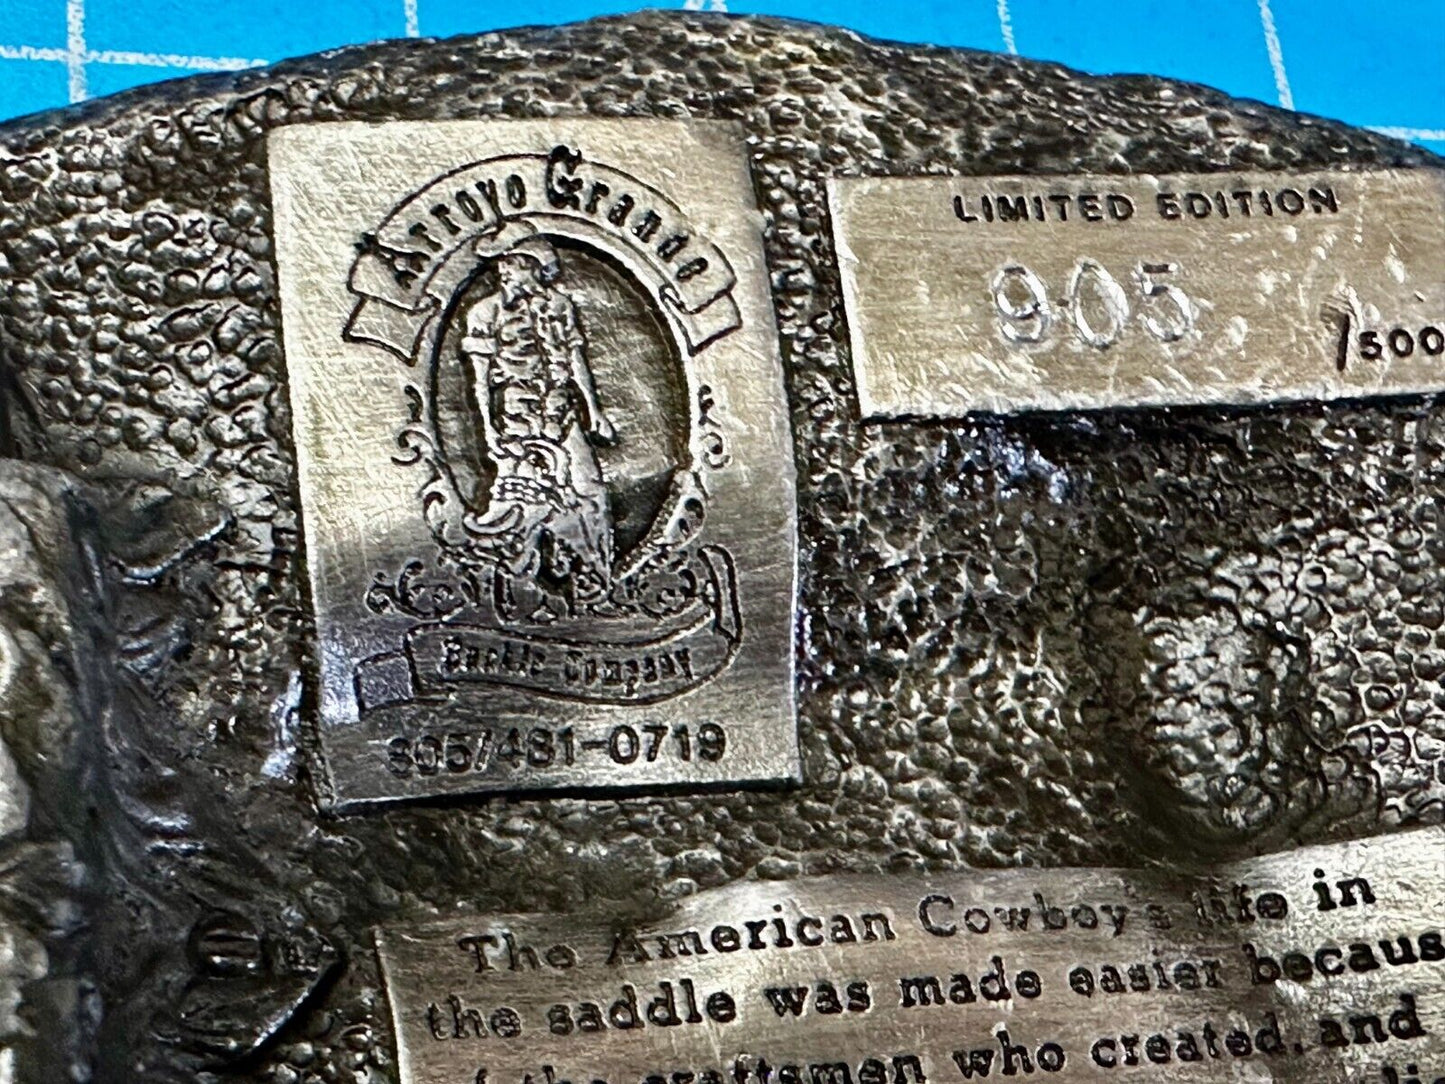 Arroyo Grande
Buckle Company
805/481-0719
LIMITED EDITION
905 /500
The American Cowboy's life in
the saddle was made easier becaus
craftsmen who created, and